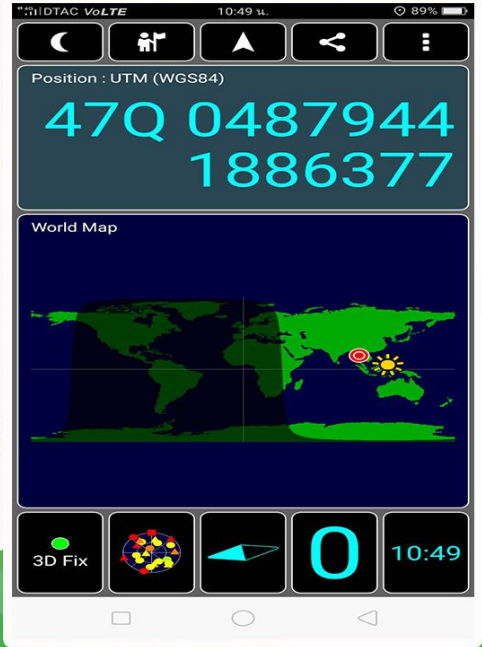 4G DTAC VoLTE 10:49 น. 89%
Position : UTM (WGS84)
47Q 0487944
1886377
World Map
3D Fix
0
10:49